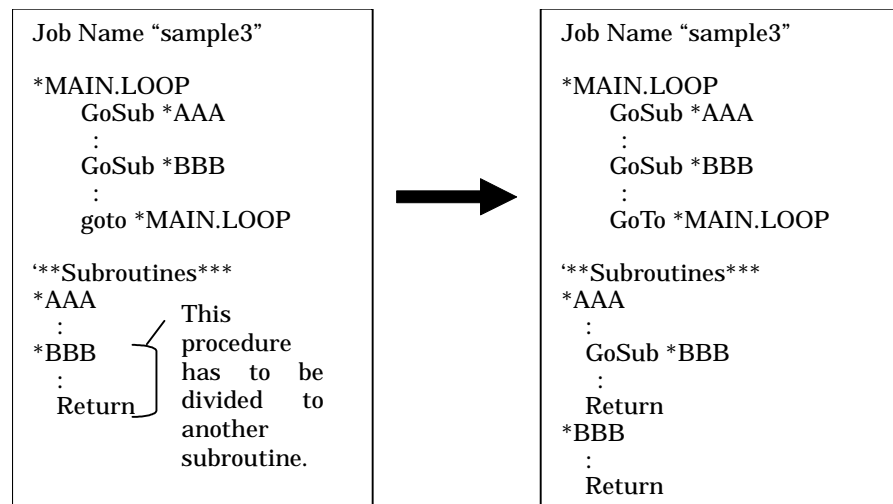 Job Name “sample3”
*MAIN.LOOP
GoSub *AAA
:
GoSub *BBB
:
goto *MAIN.LOOP
‘**Subroutines***
*AAA
:
*BBB
:
Return
This
procedure
has to be
divided to
another
subroutine.
Job Name “sample3”
*MAIN.LOOP
GoSub *AAA
:
GoSub *BBB
:
GoTo *MAIN.LOOP
‘**Subroutines***
*AAA
:
GoSub *BBB
:
Return
*BBB
:
Return